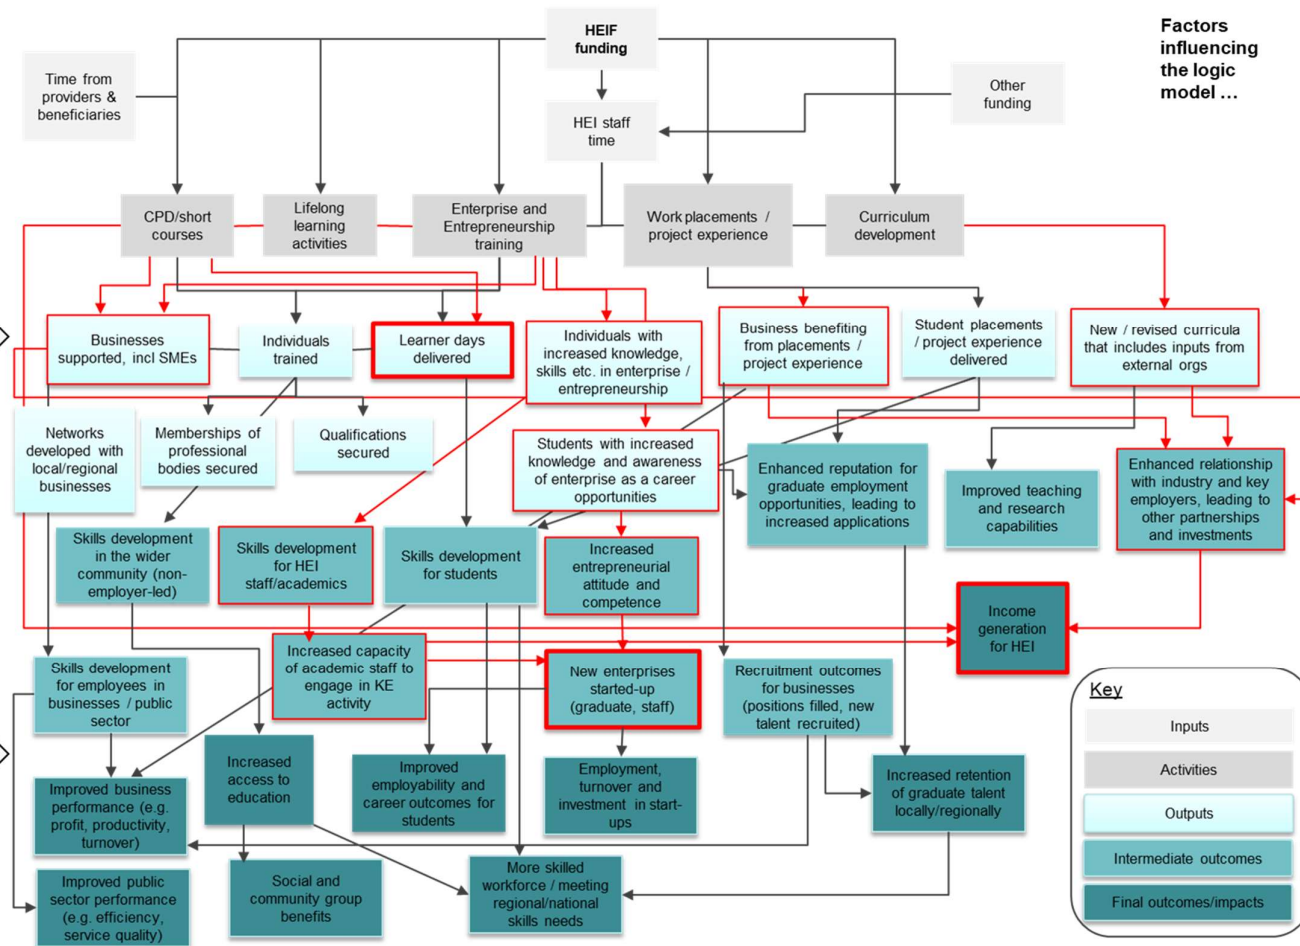 HEIF
funding
Factors
influencing
the logic
model ...
Time from
providers &
beneficiaries
HEI staff
time
Other
funding
CPD/short
courses
Lifelong
learning
activities
Enterprise and
Entrepreneurship
training
Work placements /
project experience
Curriculum
development
Businesses
supported, incl SMEs
Individuals
trained
Learner days
delivered
Individuals with
increased knowledge,
skills etc. in enterprise /
entrepreneurship
Business benefiting
from placements /
project experience
Student placements
/ project experience
delivered
New / revised curricula
that includes inputs from
external orgs
Networks
developed with
local/regional
businesses
Memberships of
professional
bodies secured
Qualifications
secured
Students with increased
knowledge and awareness
of enterprise as a career
opportunities
Enhanced reputation for
graduate employment
opportunities, leading to
increased applications
Improved teaching
and research
capabilities
Enhanced relationship
with industry and key
employers, leading to
other partnerships
and investments
Skills development
in the wider
community (non-
employer-led)
Skills development
for HEI
staff/academics
Skills development
for students
Increased
entrepreneurial
attitude and
competence
Income
generation
for HEI
Skills development
for employees in
businesses / public
sector
Increased capacity
of academic staff to
engage in KE
activity
New enterprises
started-up
(graduate, staff)
Recruitment outcomes
for businesses
(positions filled, new
talent recruited)
Improved business
performance (e.g.
profit, productivity,
turnover)
Increased
access to
education
Improved
employability and
career outcomes for
students
Employment,
turnover and
investment in start-
ups
Increased retention
of graduate talent
locally/regionally
Improved public
sector performance
(e.g. efficiency,
service quality)
Social and
community group
benefits
More skilled
workforce / meeting
regional/national
skills needs
Key
Inputs
Activities
Outputs
Intermediate outcomes
Final outcomes/impacts